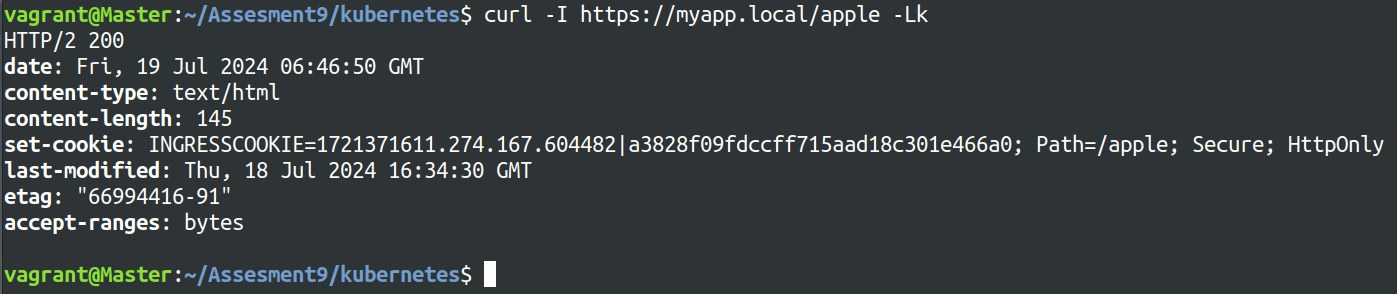 vagrant@Master:~/Assesment9/kubernetes$ curl -I https://myapp.local/apple -Lk
HTTP/2 200
date: Fri, 19 Jul 2024 06:46:50 GMT
content-type: text/html
content-length: 145
set-cookie: INGRESSCOOKIE=1721371611.274.167.604482|a3828f09fdccff715aad18c301e466a0; Path=/apple; Secure; HttpOnly
last-modified: Thu, 18 Jul 2024 16:34:30 GMT
etag: "66994416-91"
accept-ranges: bytes
vagrant@Master:~/Assesment9/kubernetes$